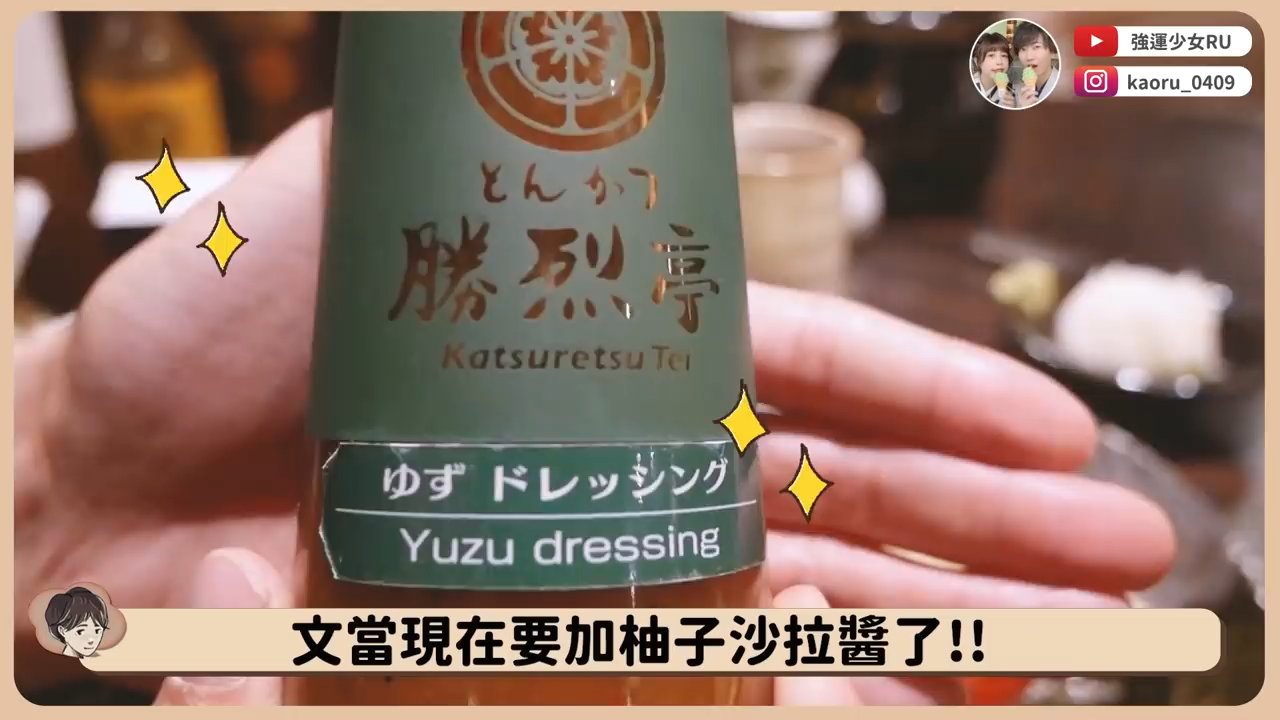 強運少女RU
kaoru_0409
とんかつ
勝烈亭
Katsuretsu Tei
ゆず ドレッシング
Yuzu dressing
文當現在要加柚子沙拉醬了!!